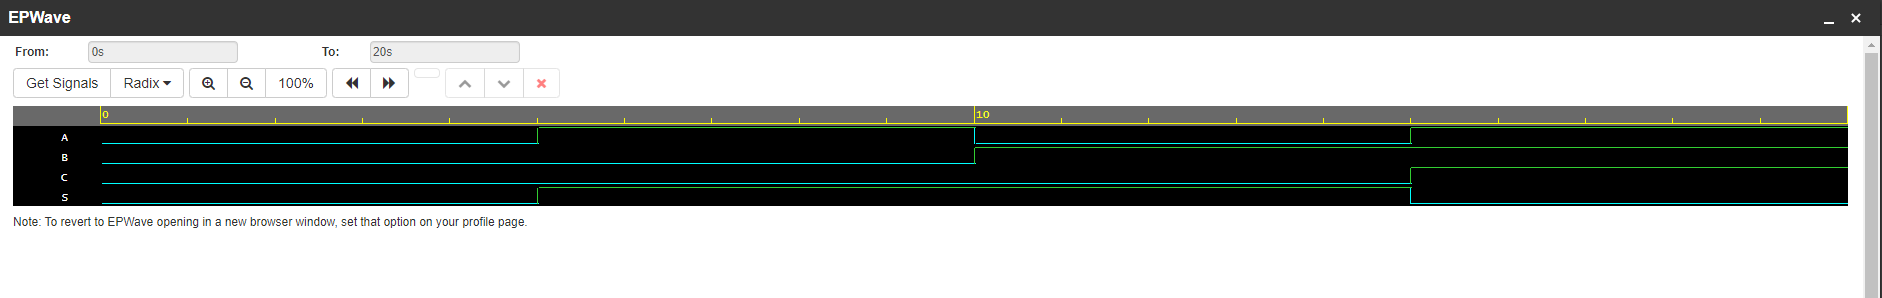 EPWave
From: 0s To: 20s
Get Signals Radix 100%
0 10
A
B
C
S
Note: To revert to EPWave opening in a new browser window, set that option on your profile page.